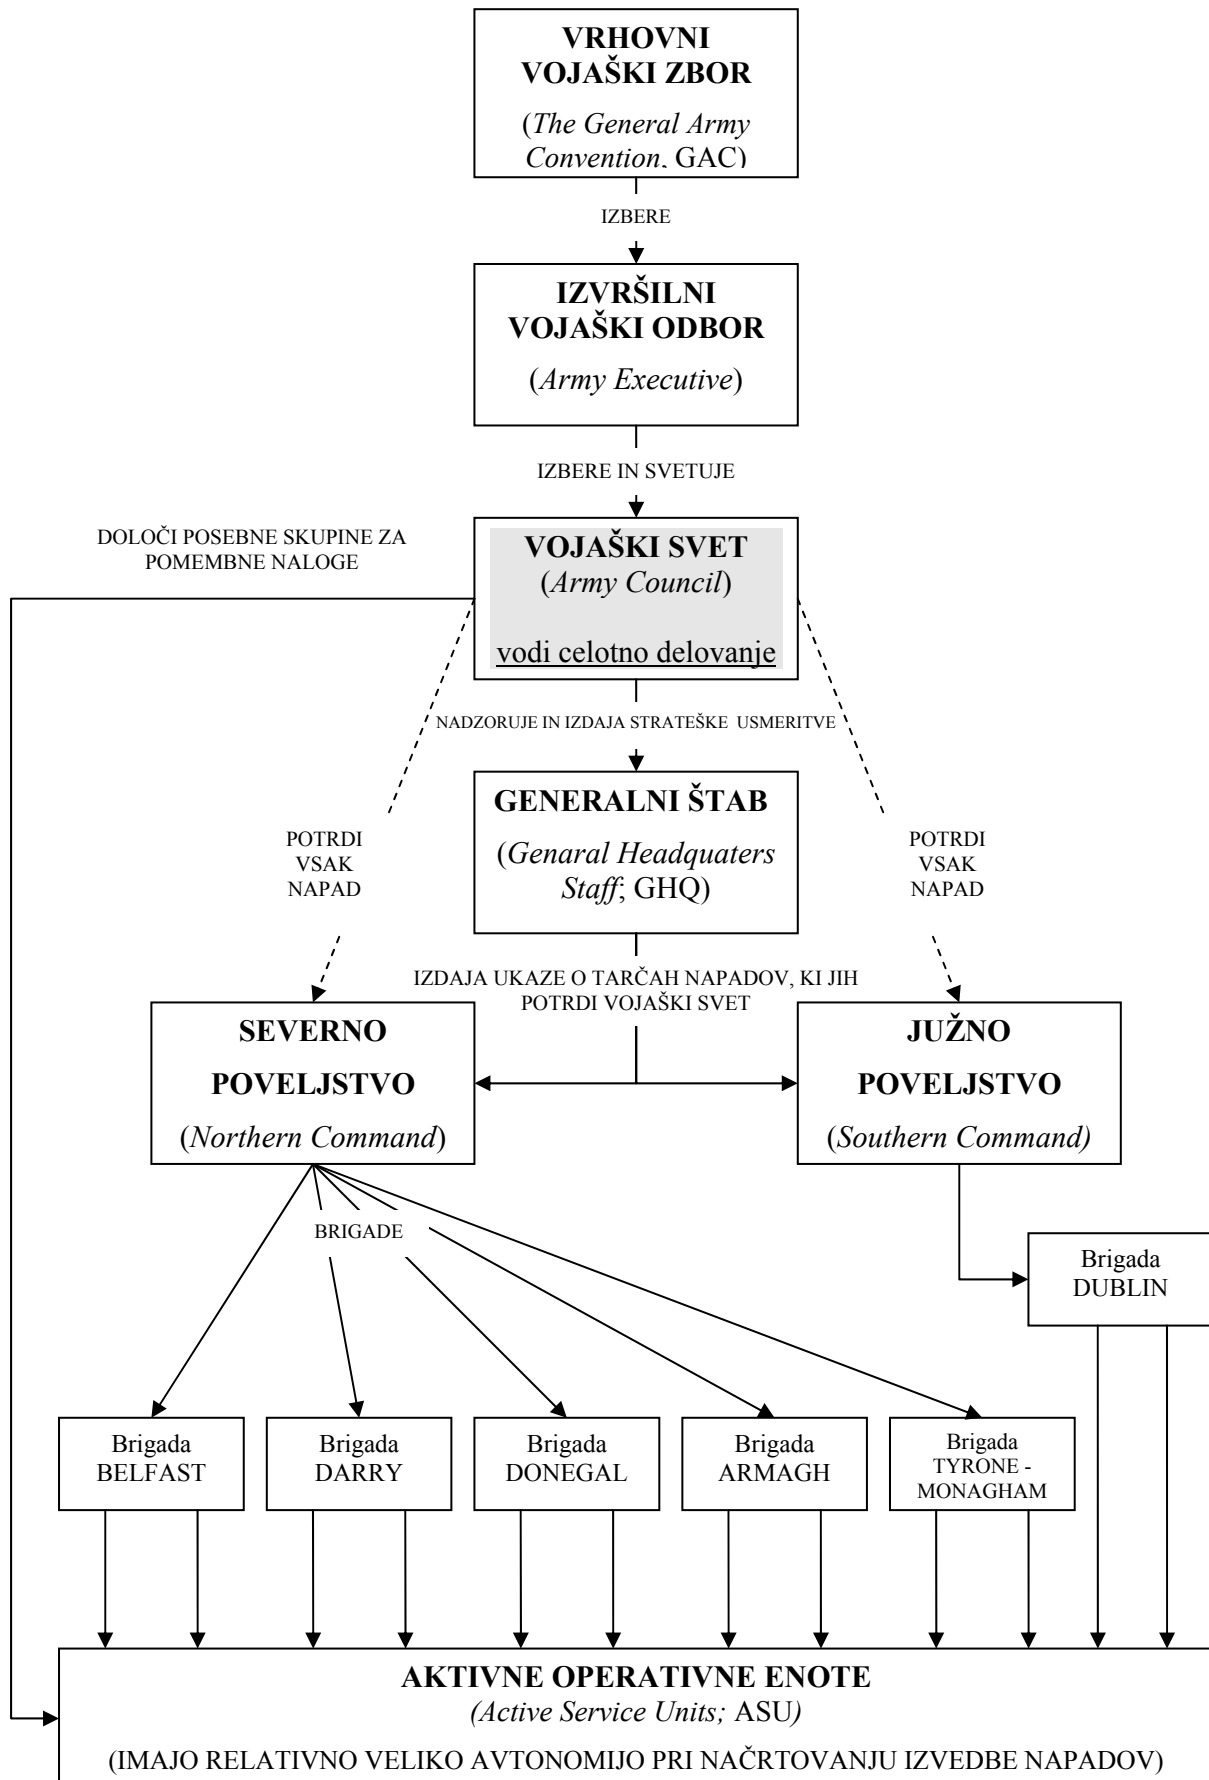 VRHOVNI
VOJAŠKI ZBOR
(The General Army
Convention, GAC)
IZBERE
IZVRŠILNI
VOJAŠKI ODBOR
(Army Executive)
IZBERE IN SVETUJE
DOLOČI POSEBNE SKUPINE ZA
POMEMBNE NALOGE
VOJAŠKI SVET
(Army Council)
vodi celotno delovanje
NADZORUJE IN IZDAJA STRATEŠKE USMERITVE
GENERALNI ŠTAB
(Genaral Headquaters
Staff; GHQ)
POTRDI
VSAK
NAPAD
POTRDI
VSAK
NAPAD
IZDAJA UKAZE O TARČAH NAPADOV, KI JIH
POTRDI VOJAŠKI SVET
SEVERNO
POVELJSTVO
(Northern Command)
JUŽNO
POVELJSTVO
(Southern Command)
BRIGADE
Brigada
DUBLIN
Brigada
BELFAST
Brigada
DARRY
Brigada
DONEGAL
Brigada
ARMAGH
Brigada
TYRONE -
MONAGHAM
AKTIVNE OPERATIVNE ENOTE
(Active Service Units; ASU)
(IMAJO RELATIVNO VELIKO AVTONOMIJO PRI NAČRTOVANJU IZVEDBE NAPADOV)